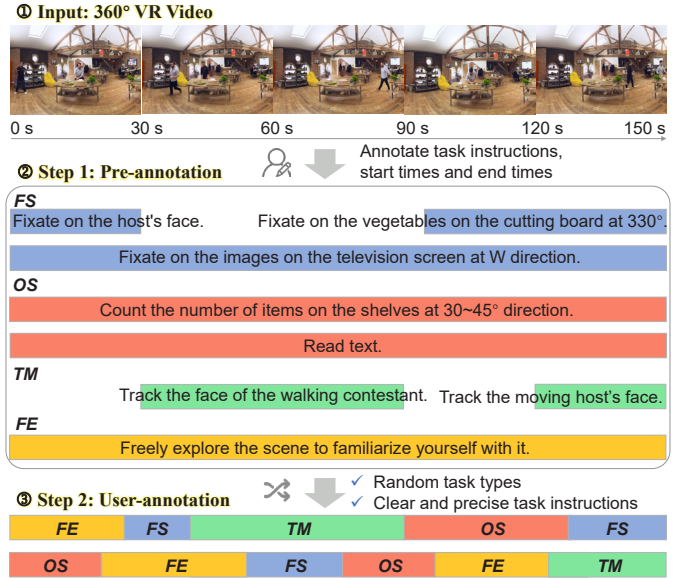 ① Input: 360° VR Video
0 s 30 s 60 s 90 s 120 s 150 s
② Step 1: Pre-annotation
Annotate task instructions,
start times and end times
FS
Fixate on the host's face. Fixate on the vegetables on the cutting board at 330°.
Fixate on the images on the television screen at W direction.
OS
Count the number of items on the shelves at 30~45° direction.
Read text.
TM
Track the face of the walking contestant. Track the moving host's face.
FE
Freely explore the scene to familiarize yourself with it.
③ Step 2: User-annotation
✓ Random task types
✓ Clear and precise task instructions
FE FS TM OS FS
OS FE FS OS FE TM